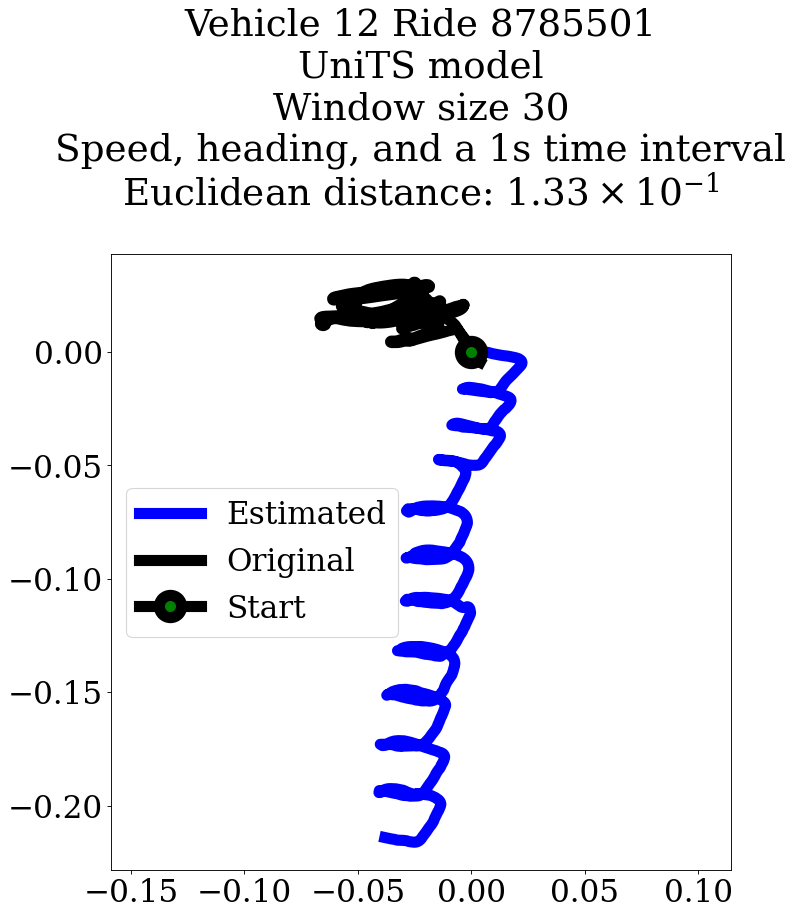 Vehicle 12 Ride 8785501
UniTS model
Window size 30
Speed, heading, and a 1s time interval
Euclidean distance: 1.33 × 10⁻¹
0.00
−0.05
−0.10
−0.15
−0.20
Estimated
Original
Start
−0.15 −0.10 −0.05 0.00 0.05 0.10